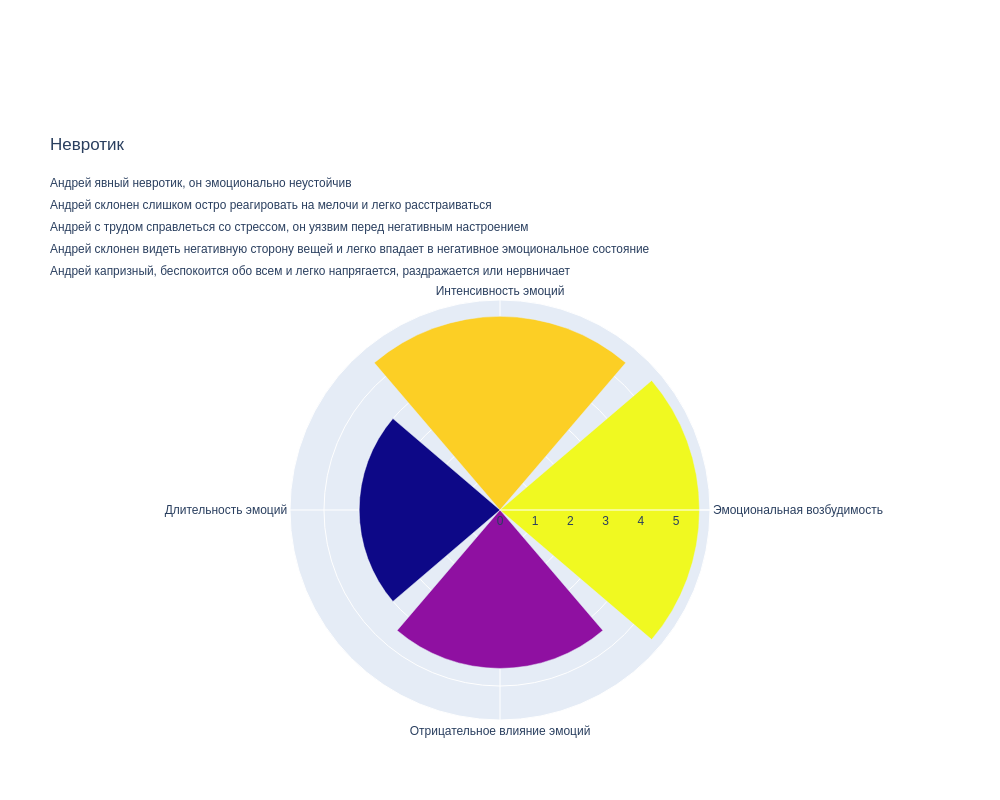 Невротик
Андрей явный невротик, он эмоционально неустойчив
Андрей склонен слишком остро реагировать на мелочи и легко расстраиваться
Андрей с трудом справлеться со стрессом, он уязвим перед негативным настроением
Андрей склонен видеть негативную сторону вещей и легко впадает в негативное эмоциональное состояние
Андрей капризный, беспокоится обо всем и легко напрягается, раздражается или нервничает
Интенсивность эмоций
Длительность эмоций
Эмоциональная возбудимость
0 1 2 3 4 5
Отрицательное влияние эмоций